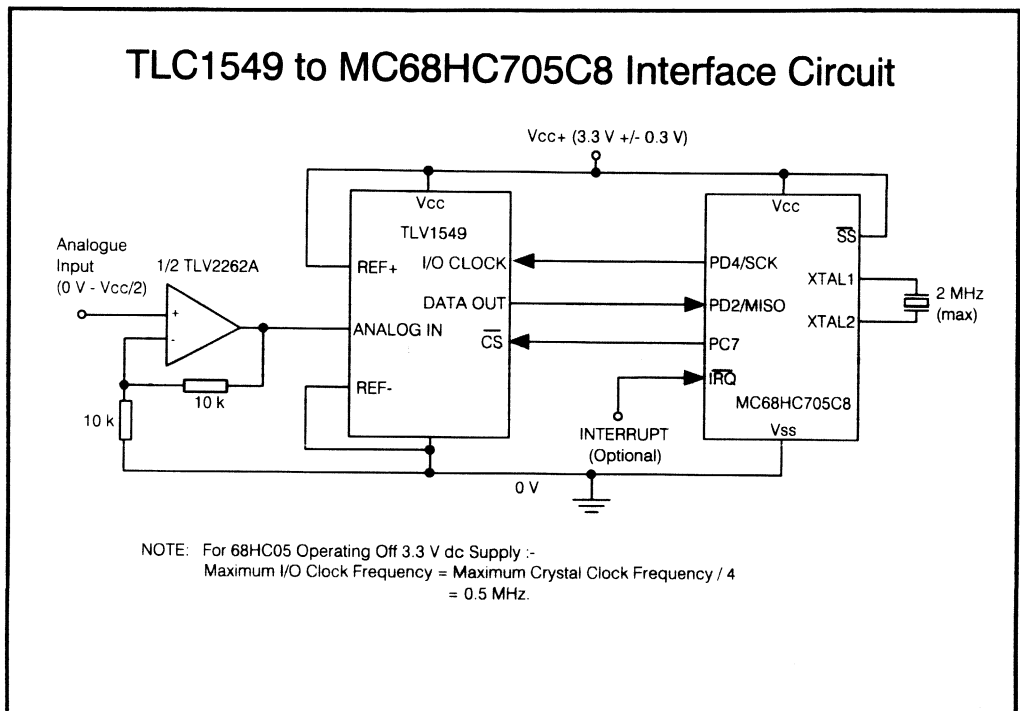 TLC1549 to MC68HC705C8 Interface Circuit
Vcc+ (3.3 V +/- 0.3 V)
Vcc
TLV1549
REF+
I/O CLOCK
DATA OUT
ANALOG IN
CS
REF-
Analogue
Input
(0 V - Vcc/2)
1/2 TLV2262A
+
-
10 k
10 k
Vcc
SS
PD4/SCK
XTAL1
PD2/MISO
XTAL2
PC7
IRQ
MC68HC705C8
Vss
2 MHz
(max)
INTERRUPT
(Optional)
0 V
NOTE: For 68HC05 Operating Off 3.3 V dc Supply :-
Maximum I/O Clock Frequency = Maximum Crystal Clock Frequency / 4
= 0.5 MHz.